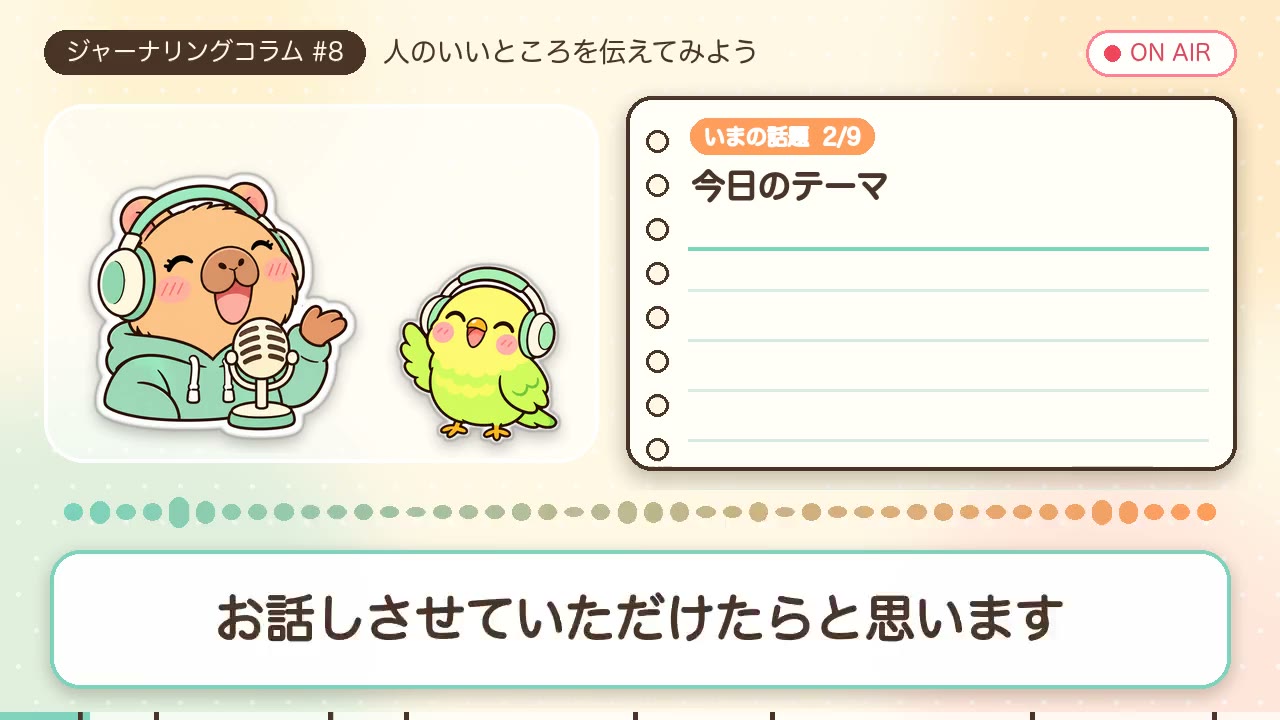 ジャーナリングコラム #8
人のいいところを伝えてみよう
ON AIR
いまの話題 2/9
今日のテーマ
お話しさせていただけたらと思います